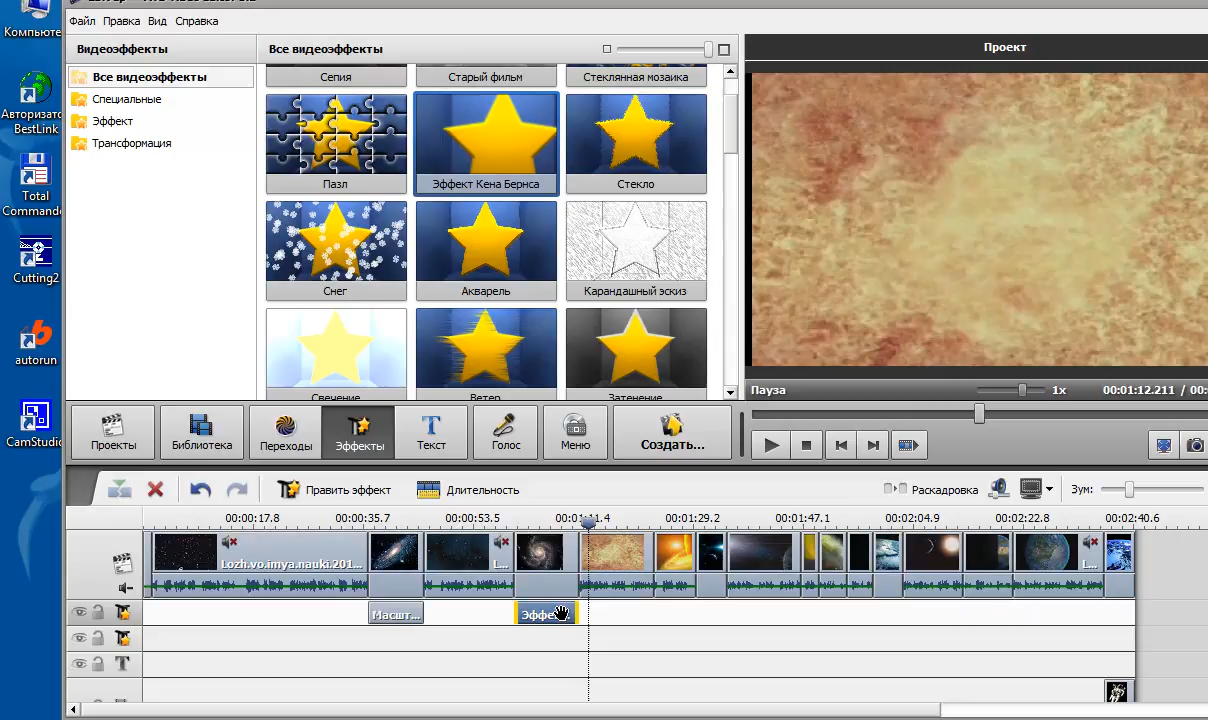 Компьюте
Файл Правка Вид Справка
Видеоэффекты
Все видеоэффекты
Проект
Все видеоэффекты
Специальные
Эффект
Трансформация
Сепия
Старый фильм
Стеклянная мозаика
Авторизато
BestLink
Пазл
Эффект Кена Бернса
Стекло
Total
Commande
Cutting2
Снег
Акварель
Карандашный эскиз
autorun
Свечение
Ветер
Затенение
Пауза
1x
00:01:12.211 / 00:
CamStudio
Проекты
Библиотека
Переходы
Эффекты
Текст
Голос
Меню
Создать...
Править эффект
Длительность
Раскадровка
Зум:
00:00:17.8 00:00:35.7 00:00:53.5 00:01:11.4 00:01:29.2 00:01:47.1 00:02:04.9 00:02:22.8 00:02:40.6
Lozh.vo.imya.nauki.201...
L...
L...
Масшт...
Эффе
T